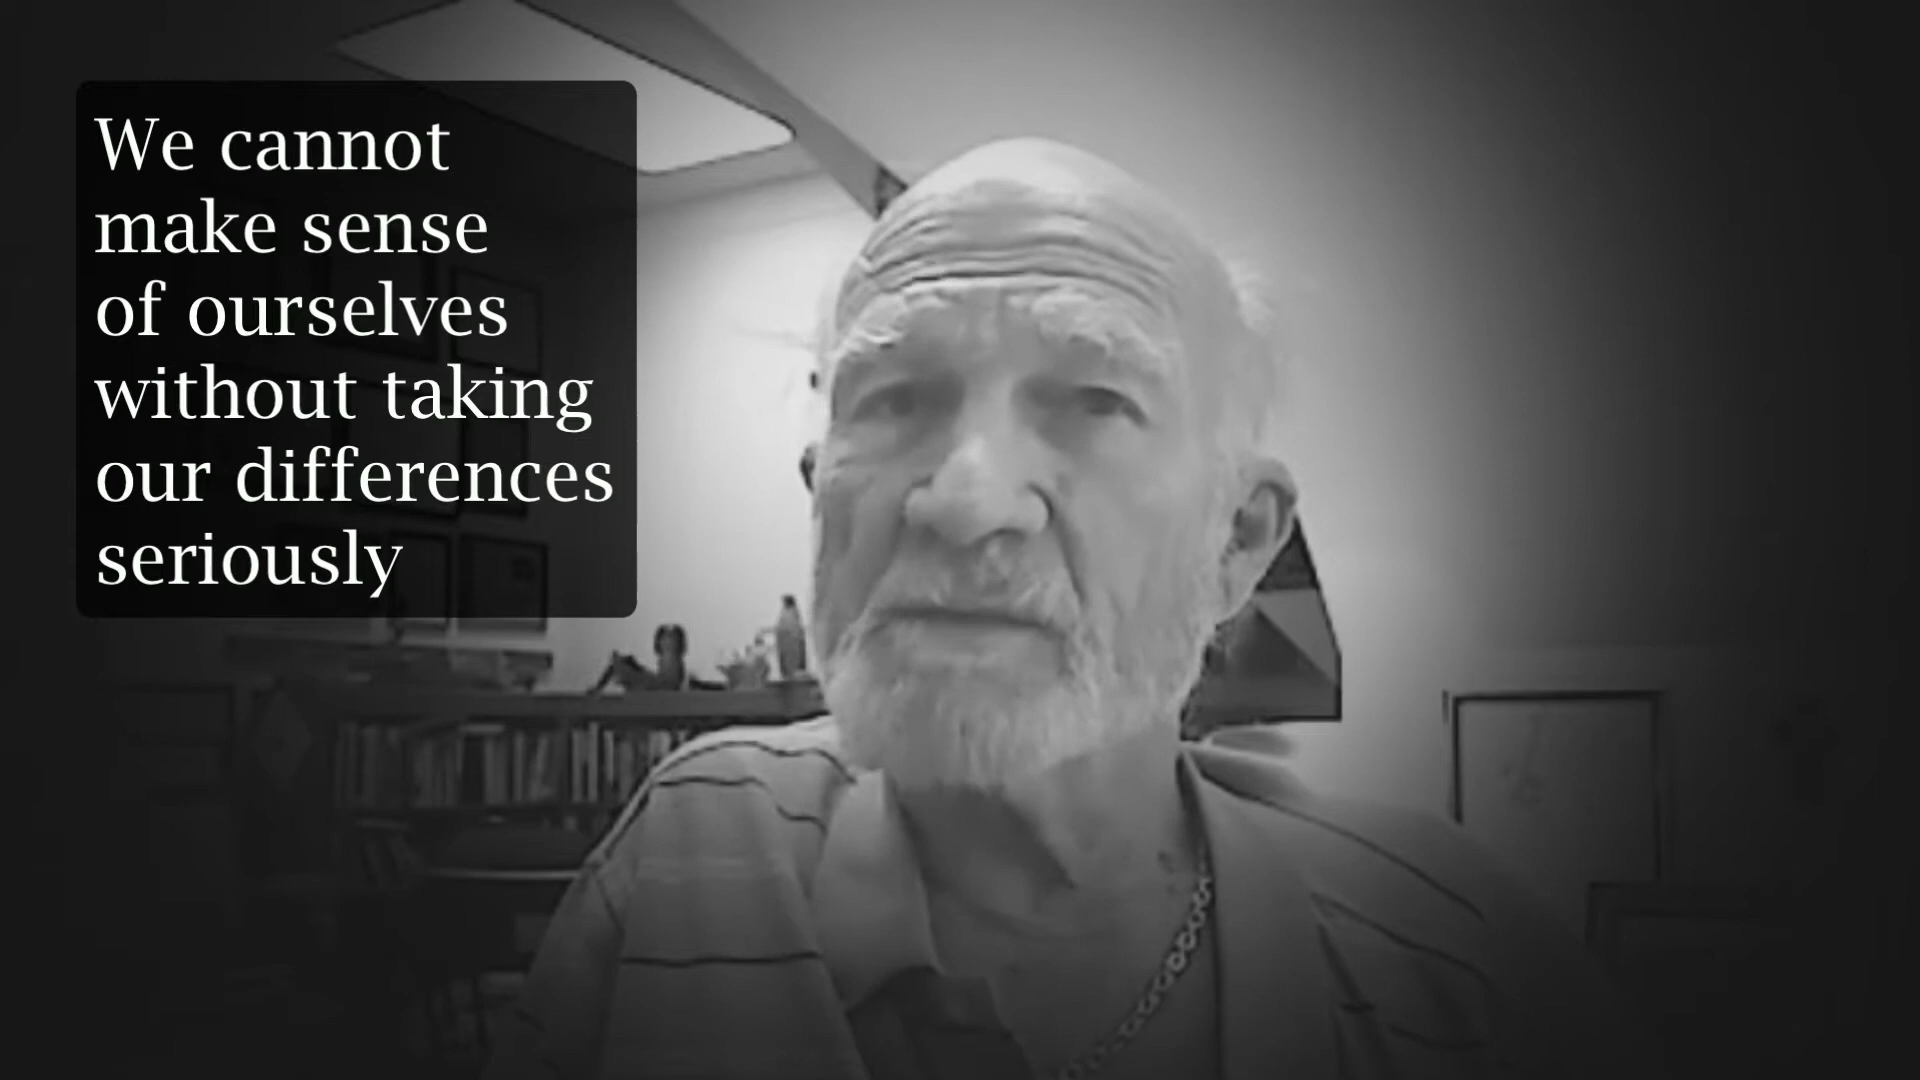 We cannot
make sense
of ourselves
without taking
our differences
seriously